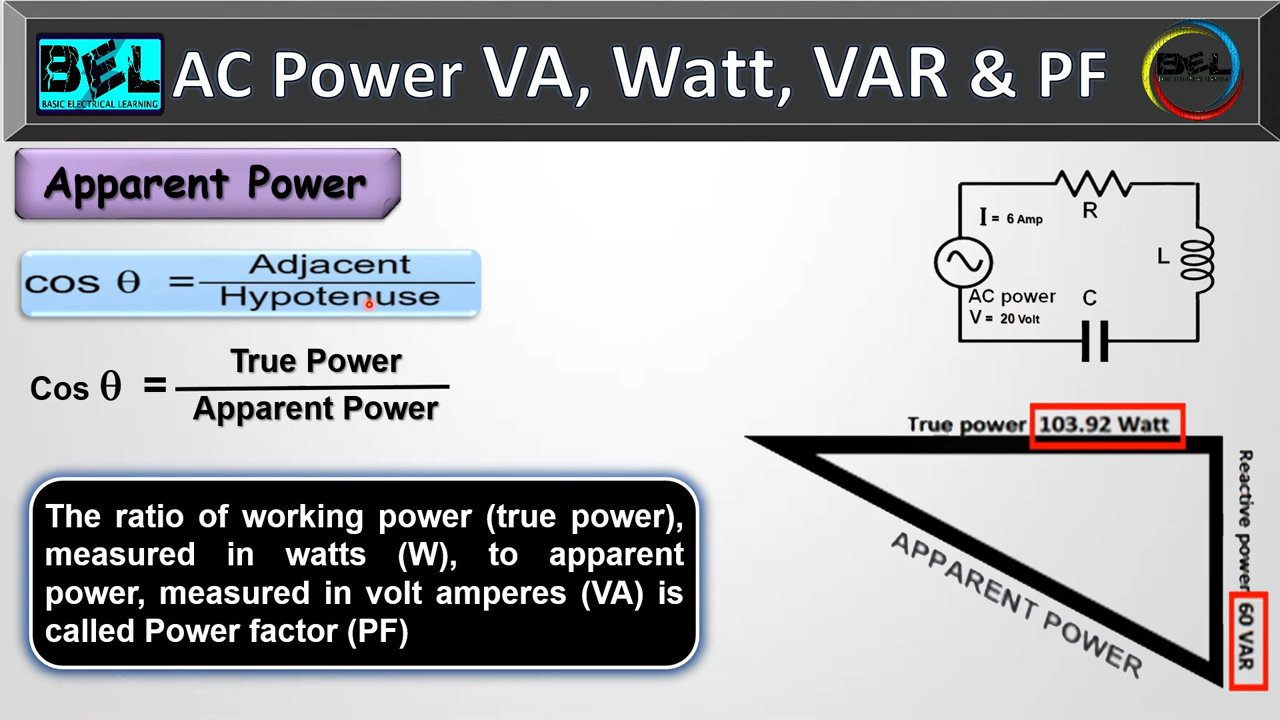 BEL
BASIC ELECTRICAL LEARNING
AC Power VA, Watt, VAR & PF
BEL
Apparent Power
cos θ = Adjacent
Hypotenuse
Cos θ = True Power
Apparent Power
The ratio of working power (true power),
measured in watts (W), to apparent
power, measured in volt amperes (VA) is
called Power factor (PF)
I = 6 Amp
R
L
AC power
V = 20 Volt
C
True power 103.92 Watt
Reactive power 60 VAR
APPARENT POWER